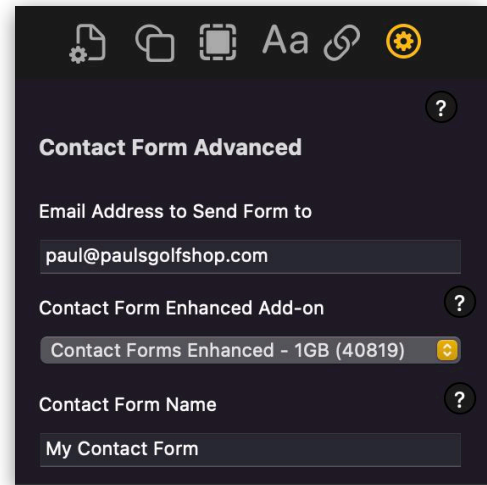 Aa
?
Contact Form Advanced
Email Address to Send Form to
paul@paulsgolfshop.com
Contact Form Enhanced Add-on ?
Contact Forms Enhanced - 1GB (40819)
Contact Form Name ?
My Contact Form